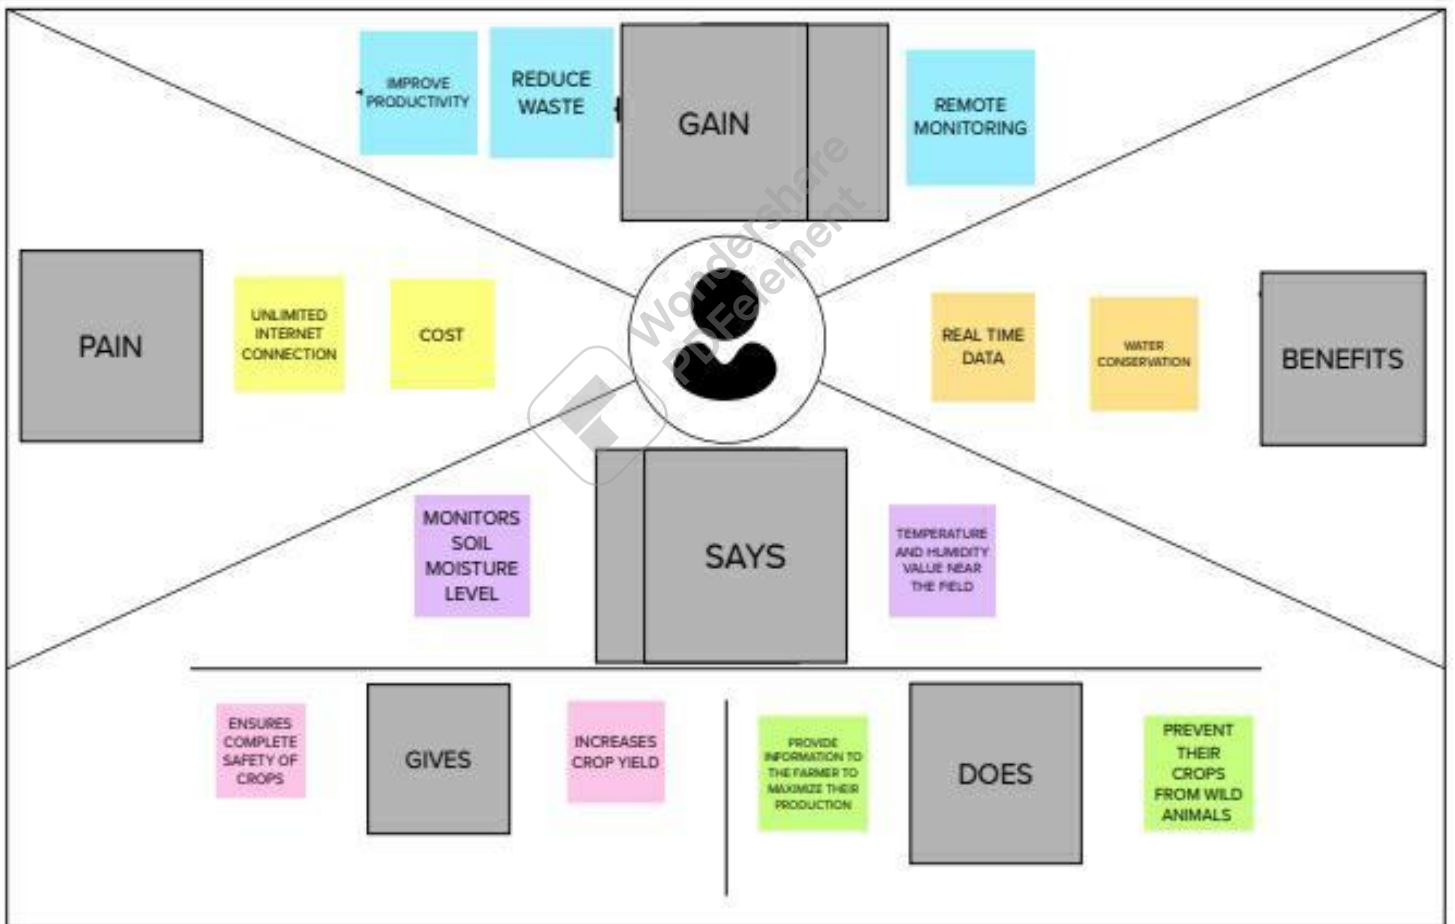 IMPROVE
PRODUCTIVITY
REDUCE
WASTE
GAIN
REMOTE
MONITORING
PAIN
UNLIMITED
INTERNET
CONNECTION
COST
REAL TIME
DATA
WATER
CONSERVATION
BENEFITS
MONITORS
SOIL
MOISTURE
LEVEL
SAYS
TEMPERATURE
AND HUMIDITY
VALUE NEAR
THE FIELD
ENSURES
COMPLETE
SAFETY OF
CROPS
GIVES
INCREASES
CROP YIELD
PROVIDE
INFORMATION TO
THE FARMER TO
MAXIMIZE THEIR
PRODUCTION
DOES
PREVENT
THEIR
CROPS
FROM WILD
ANIMALS
Wondershare
PDFelement